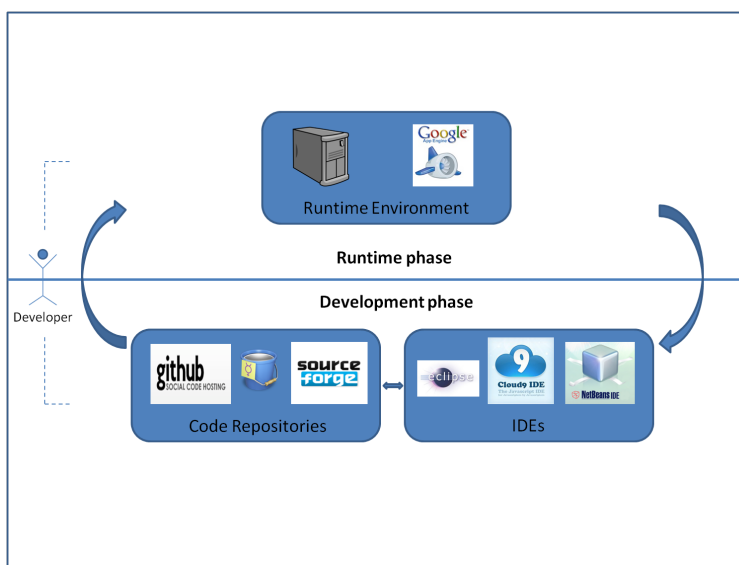 Google
App Engine
Runtime Environment
Runtime phase
Development phase
Developer
github
SOCIAL CODE HOSTING
source
forge
Code Repositories
eclipse
9
Cloud9 IDE
NetBeans IDE
IDEs